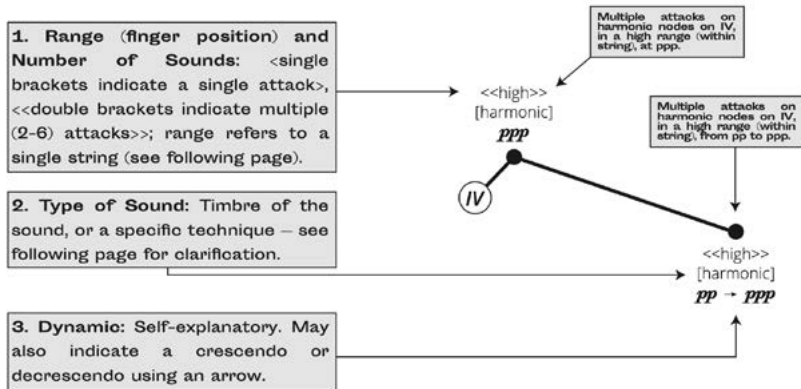 1. Range (finger position) and
Number of Sounds: <single
brackets indicate a single attack>,
<<double brackets indicate multiple
(2-6) attacks>>; range refers to a
single string (see following page).
Multiple attacks on
harmonic nodes on IV,
in a high range (within
string), at ppp.
<<high>>
[harmonic]
ppp
Multiple attacks on
harmonic nodes on IV,
in a high range (within
string), from pp to ppp.
IV
2. Type of Sound: Timbre of the
sound, or a specific technique – see
following page for clarification.
<<high>>
[harmonic]
pp → ppp
3. Dynamic: Self-explanatory. May
also indicate a crescendo or
decrescendo using an arrow.